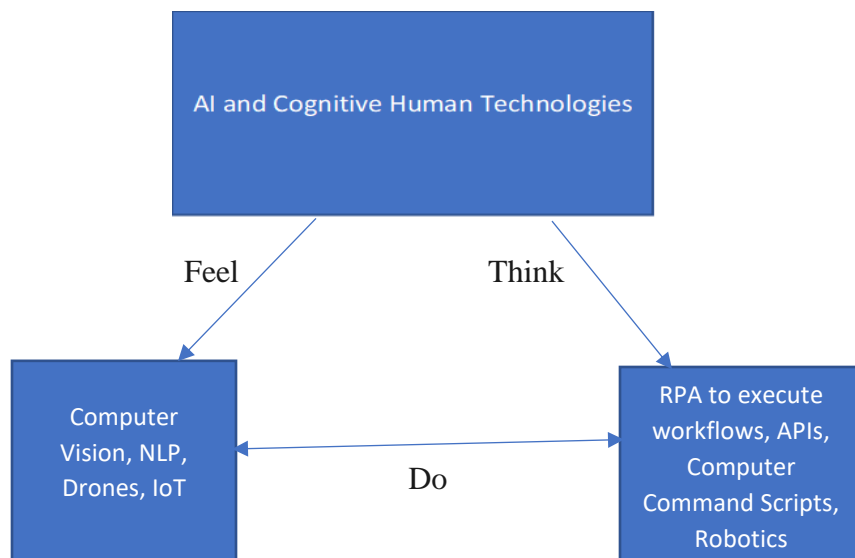 AI and Cognitive Human Technologies
Feel
Think
Computer
Vision, NLP,
Drones, IoT
Do
RPA to execute
workflows, APIs,
Computer
Command Scripts,
Robotics